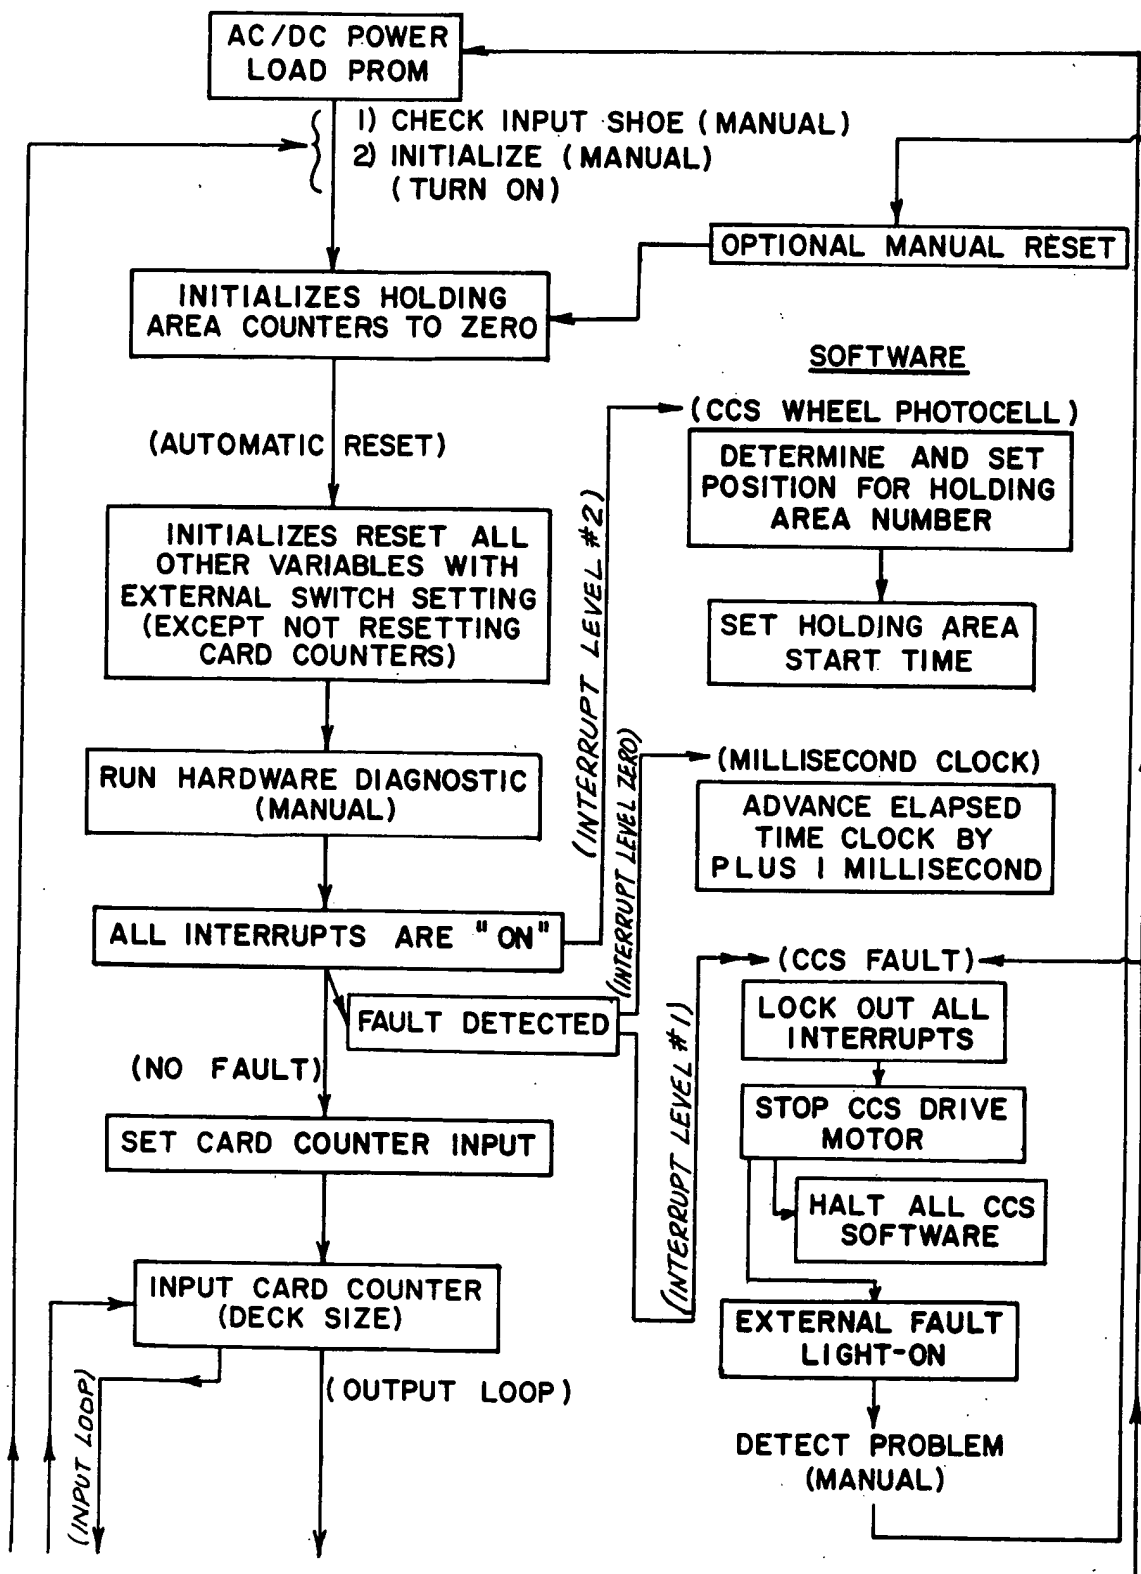 AC/DC POWER
LOAD PROM
1) CHECK INPUT SHOE (MANUAL)
2) INITIALIZE (MANUAL)
(TURN ON)
OPTIONAL MANUAL RESET
INITIALIZES HOLDING
AREA COUNTERS TO ZERO
(AUTOMATIC RESET)
INITIALIZES RESET ALL
OTHER VARIABLES WITH
EXTERNAL SWITCH SETTING
(EXCEPT NOT RESETTING
CARD COUNTERS)
RUN HARDWARE DIAGNOSTIC
(MANUAL)
ALL INTERRUPTS ARE "ON"
FAULT DETECTED
(NO FAULT)
SET CARD COUNTER INPUT
INPUT CARD COUNTER
(DECK SIZE)
(INPUT LOOP)
(OUTPUT LOOP)
(INTERRUPT LEVEL #2)
(INTERRUPT LEVEL ZERO)
(INTERRUPT LEVEL #1)
SOFTWARE
(CCS WHEEL PHOTOCELL)
DETERMINE AND SET
POSITION FOR HOLDING
AREA NUMBER
SET HOLDING AREA
START TIME
(MILLISECOND CLOCK)
ADVANCE ELAPSED
TIME CLOCK BY
PLUS 1 MILLISECOND
(CCS FAULT)
LOCK OUT ALL
INTERRUPTS
STOP CCS DRIVE
MOTOR
HALT ALL CCS
SOFTWARE
EXTERNAL FAULT
LIGHT-ON
DETECT PROBLEM
(MANUAL)